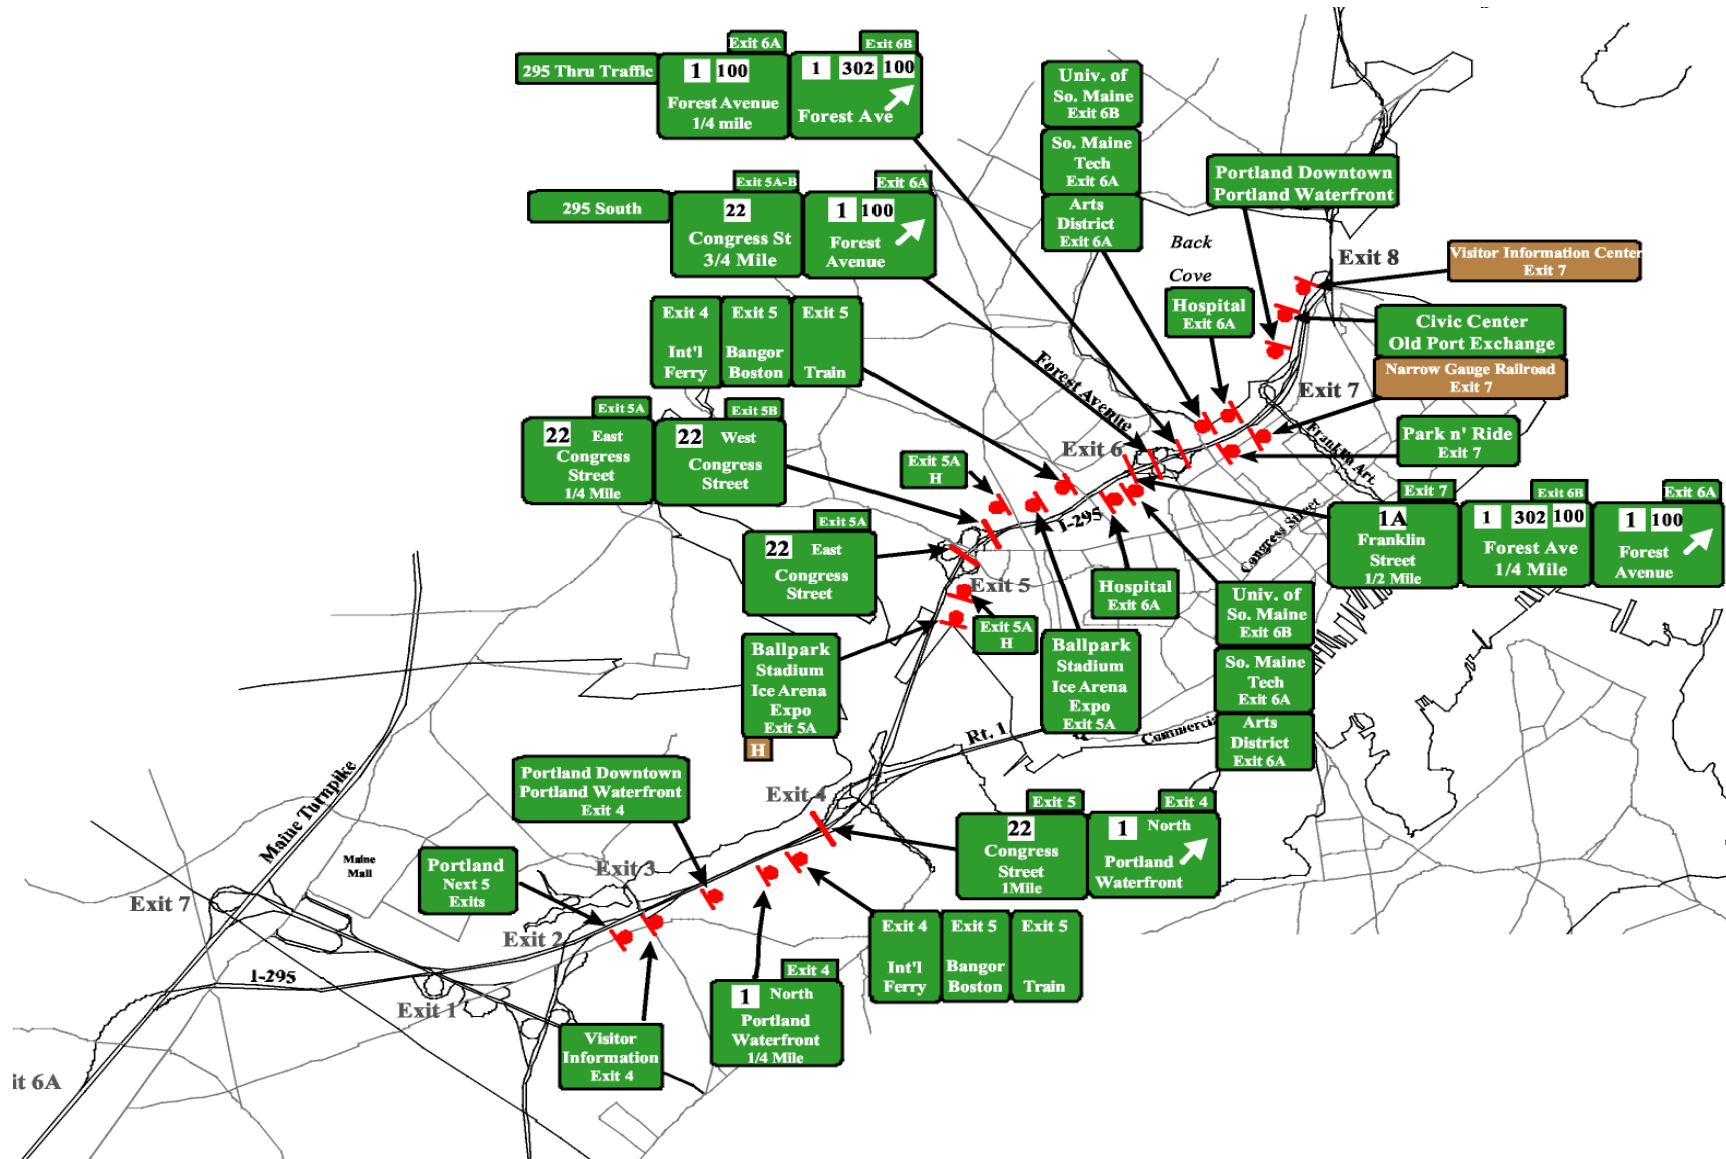 Exit 6A
Exit 6B
295 Thru Traffic
1 100
Forest Avenue
1/4 mile
1 302 100
Forest Ave
Univ. of
So. Maine
Exit 6B
So. Maine
Tech
Exit 6A
Arts
District
Exit 6A
Portland Downtown
Portland Waterfront
Exit 5A-B
Exit 6A
295 South
22
Congress St
3/4 Mile
1 100
Forest
Avenue
Back
Cove
Exit 8
Visitor Information Center
Exit 7
Hospital
Exit 6A
Civic Center
Old Port Exchange
Narrow Gauge Railroad
Exit 7
Exit 4
Int'l
Ferry
Exit 5
Bangor
Boston
Exit 5
Train
Forest Avenue
Exit 7
Exit 5A
Exit 5B
22 East
Congress
Street
1/4 Mile
22 West
Congress
Street
Exit 6
Franklin Art.
Park n' Ride
Exit 7
Exit 5A
H
I-295
Congress Street
Exit 7
Exit 6B
Exit 6A
1A
Franklin
Street
1/2 Mile
1 302 100
Forest Ave
1/4 Mile
1 100
Forest
Avenue
Exit 5A
22 East
Congress
Street
Exit 5
Hospital
Exit 6A
Univ. of
So. Maine
Exit 6B
So. Maine
Tech
Exit 6A
Arts
District
Exit 6A
Exit 5A
H
Ballpark
Stadium
Ice Arena
Expo
Exit 5A
H
Ballpark
Stadium
Ice Arena
Expo
Exit 5A
Rt. 1
Portland Downtown
Portland Waterfront
Exit 4
Exit 4
Maine Turnpike
Exit 5
Exit 4
22
Congress
Street
1Mile
1 North
Portland
Waterfront
Maine
Mall
Portland
Next 5
Exits
Exit 3
Exit 7
Exit 2
Exit 4
Int'l
Ferry
Exit 5
Bangor
Boston
Exit 5
Train
I-295
Exit 1
Exit 4
1 North
Portland
Waterfront
1/4 Mile
Visitor
Information
Exit 4
it 6A